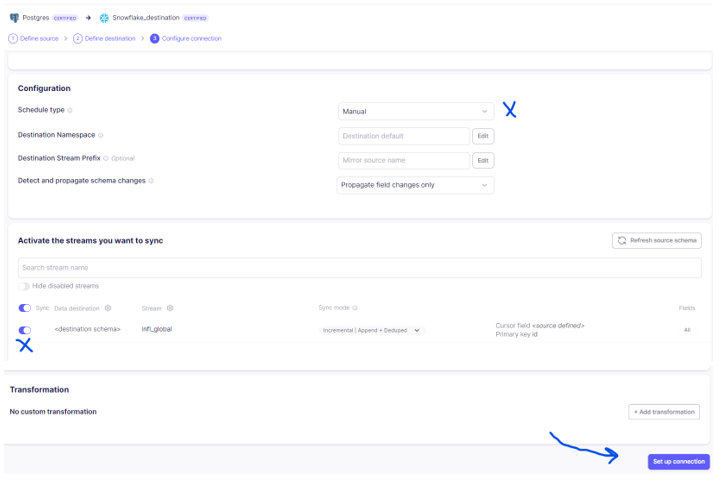 Postgres CERTIFIED → Snowflake_destination CERTIFIED
1 Define source > 2 Define destination > 3 Configure connection
Configuration
Schedule type
Manual
X
Destination Namespace
Destination default
Edit
Destination Stream Prefix Optional
Mirror source name
Edit
Detect and propagate schema changes
Propagate field changes only
Activate the streams you want to sync
Refresh source schema
Search stream name
Hide disabled streams
Sync Data destination Stream Sync mode Fields
<destination schema> infl_global Incremental | Append + Deduped
Cursor field <source defined>
Primary key id
All
X
Transformation
No custom transformation
+ Add transformation
Set up connection